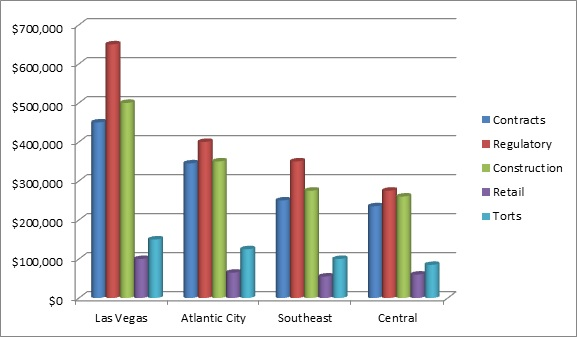 $700,000
$600,000
$500,000
$400,000
$300,000
$200,000
$100,000
$0
Las Vegas
Atlantic City
Southeast
Central
Contracts
Regulatory
Construction
Retail
Torts